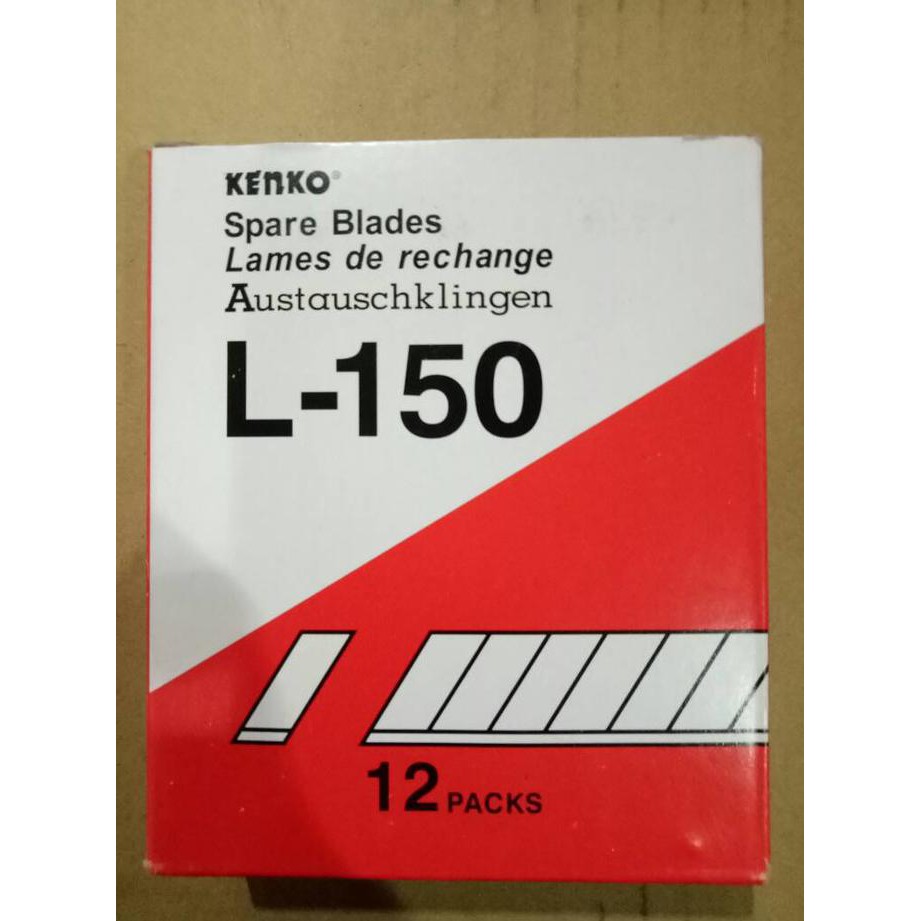 KENKO®
Spare Blades
Lames de rechange
Austauschklingen
L-150
12 PACKS